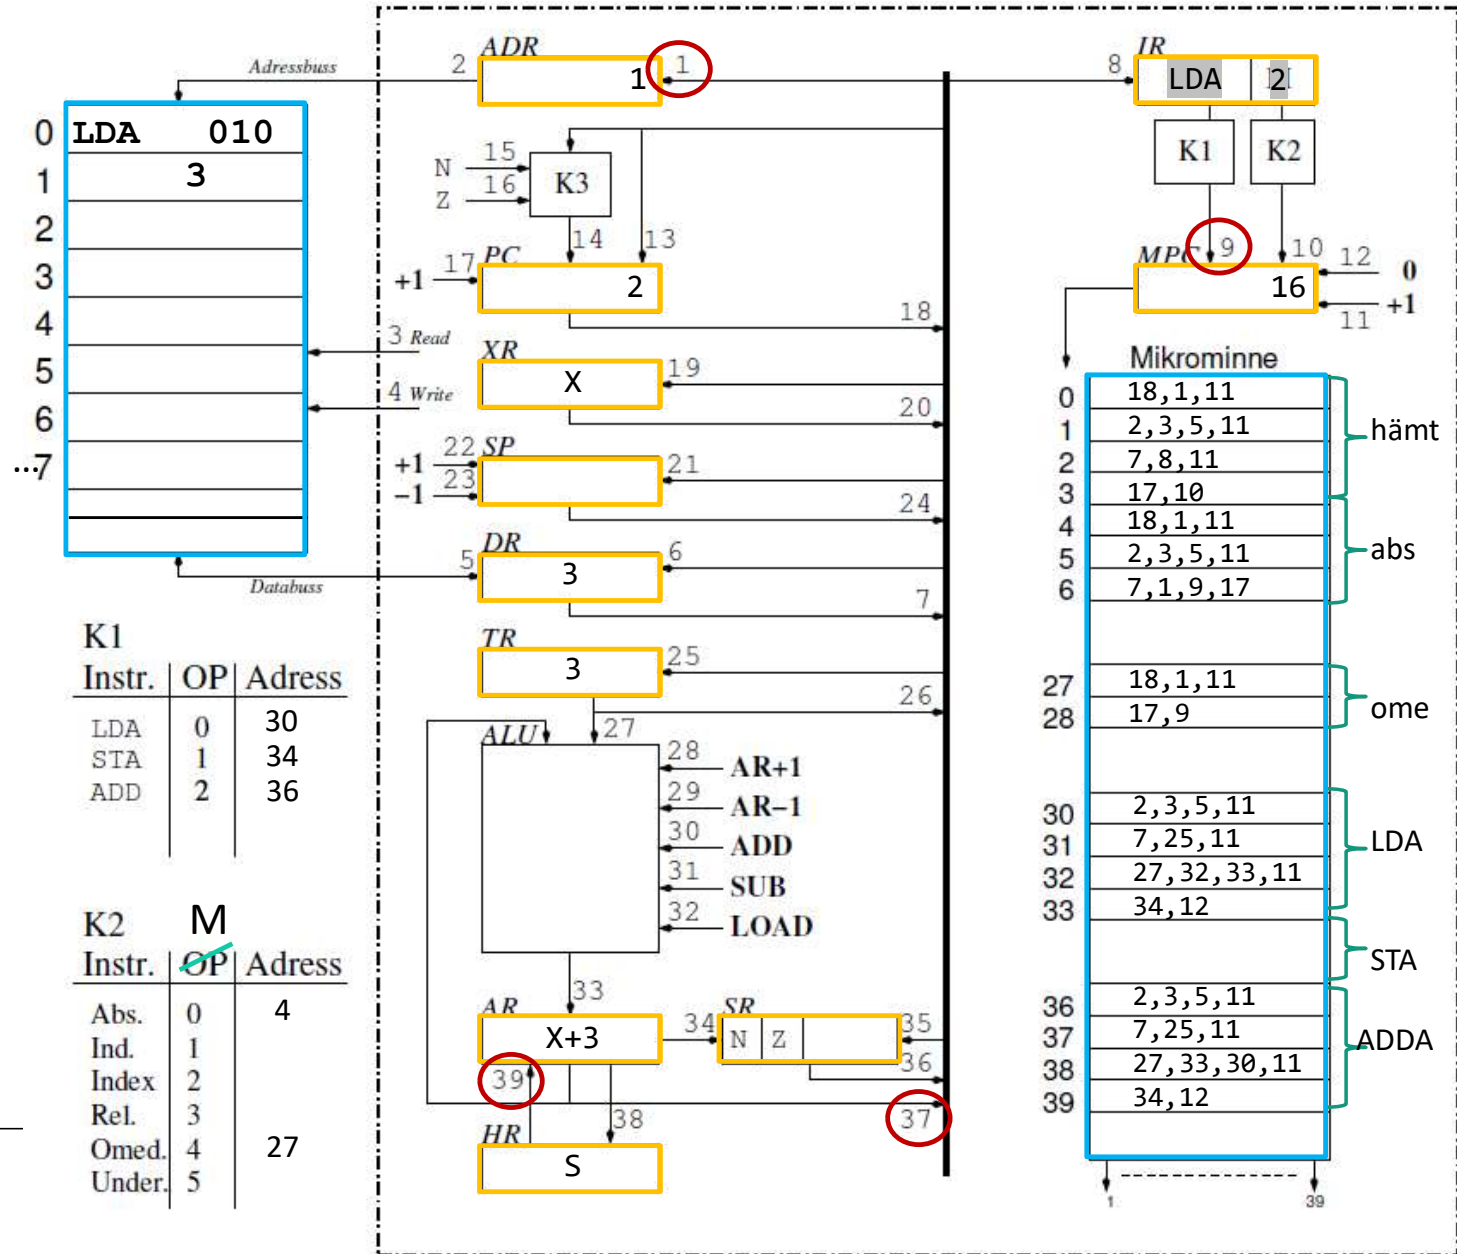 ADR
IR
Adressbuss
2
1
1
8
LDA
2
0
LDA 010
1
3
2
3
4
5
6
...7
N
15
Z
16
K3
K1
K2
14
13
9
10
12
0
17
PC
MPC
+1
2
16
11
+1
18
3 Read
XR
19
X
20
4 Write
Mikrominne
0
18,1,11
1
2,3,5,11
hämt
2
7,8,11
3
17,10
4
18,1,11
5
2,3,5,11
abs
6
7,1,9,17
27
18,1,11
28
17,9
ome
30
2,3,5,11
31
7,25,11
LDA
32
27,32,33,11
33
34,12
STA
36
2,3,5,11
37
7,25,11
ADDA
38
27,33,30,11
39
34,12
1
39
+1
22
SP
21
-1
23
24
DR
5
6
3
Databuss
7
TR
25
3
26
27
ALU
28
AR+1
29
AR–1
30
ADD
31
SUB
32
LOAD
33
AR
34
SR
35
X+3
N
Z
36
39
37
38
HR
S
K1
Instr. OP Adress
LDA 0 30
STA 1 34
ADD 2 36
K2
M
Instr. OP Adress
Abs. 0 4
Ind. 1
Index 2
Rel. 3
Omed. 4 27
Under. 5